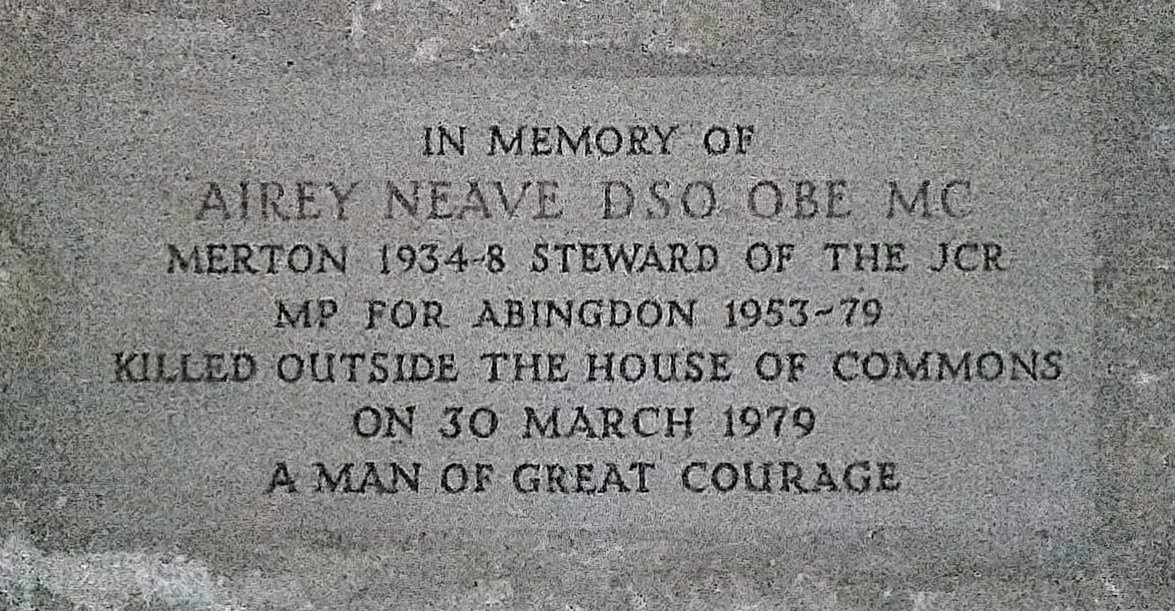 IN MEMORY OF
AIREY NEAVE DSO OBE MC
MERTON 1934-8 STEWARD OF THE JCR
MP FOR ABINGDON 1953~79
KILLED OUTSIDE THE HOUSE OF COMMONS
ON 30 MARCH 1979
A MAN OF GREAT COURAGE